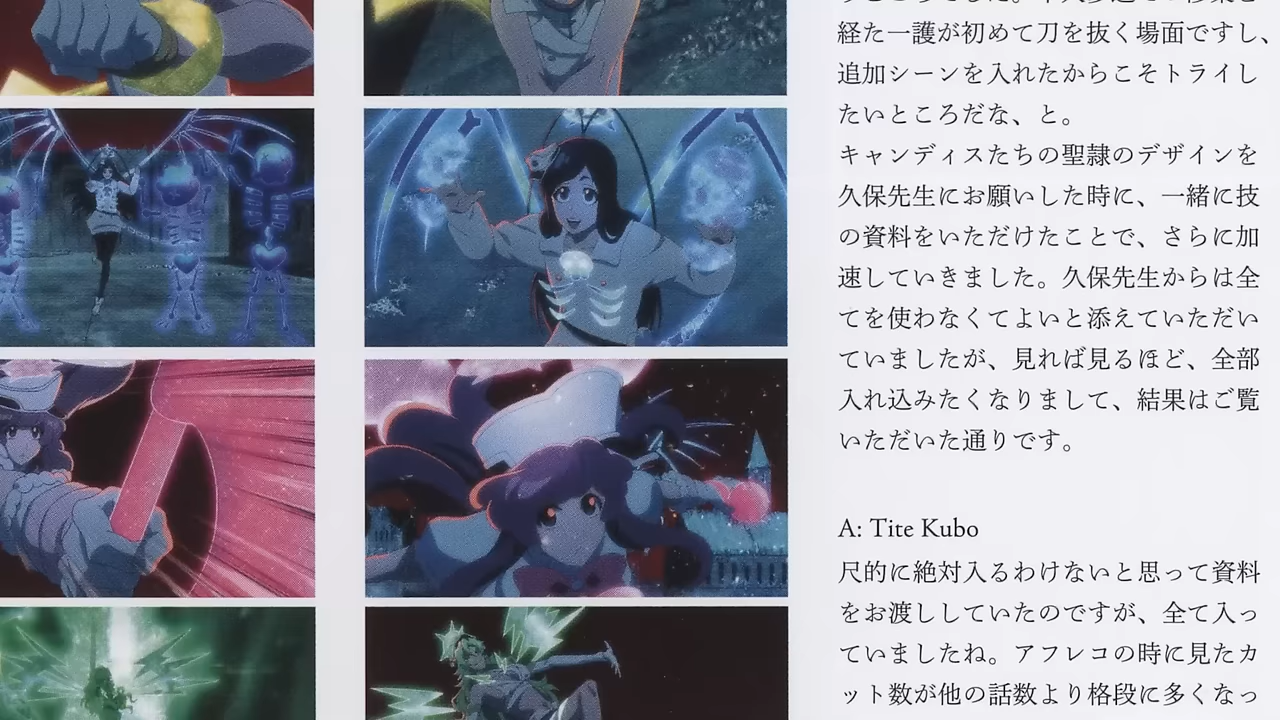 経た一護が初めて刀を抜く場面ですし、
追加シーンを入れたからこそトライし
たいところだな、と。
キャンディスたちの聖隷のデザインを
久保先生にお願いした時に、一緒に技
の資料をいただけたことで、さらに加
速していきました。久保先生からは全
てを使わなくてよいと添えていただい
ていましたが、見れば見るほど、全部
入れ込みたくなりまして、結果はご覧
いただいた通りです。
A: Tite Kubo
尺的に絶対入るわけないと思って資料
をお渡ししていたのですが、全て入っ
ていましたね。アフレコの時に見たカ
ット数が他の話数より格段に多くなっ